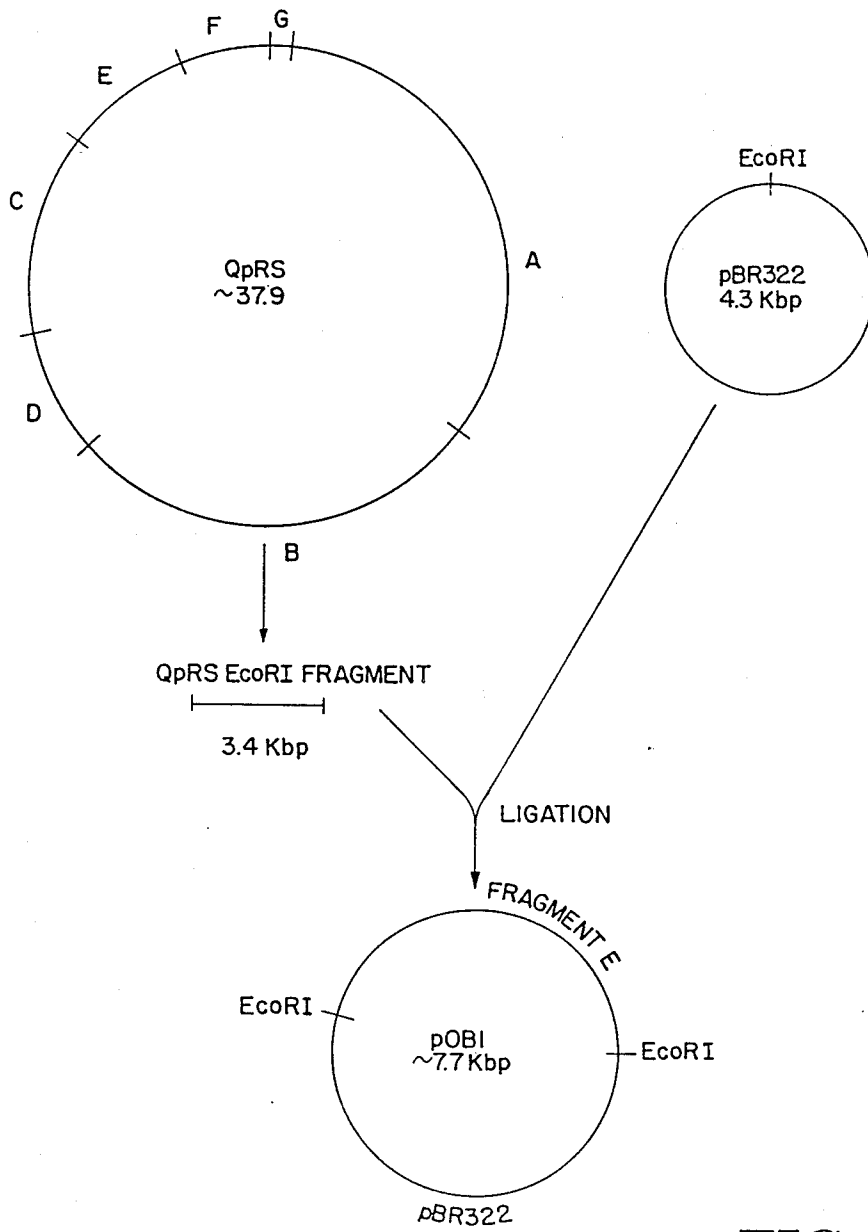 F
G
E
EcoRI
C
QpRS
~37.9
A
pBR322
4.3 Kbp
D
B
QpRS EcoRI FRAGMENT
3.4 Kbp
LIGATION
FRAGMENT E
EcoRI
pOBI
~7.7 Kbp
EcoRI
pBR322